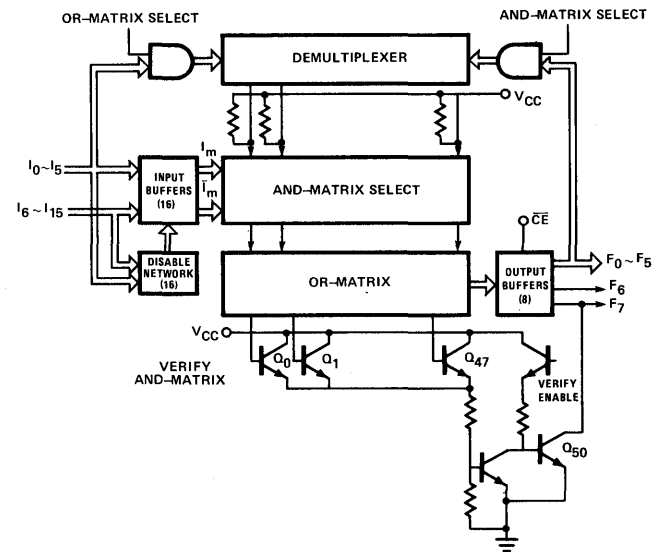 OR–MATRIX SELECT
AND–MATRIX SELECT
DEMULTIPLEXER
VCC
I0~I5
Im
INPUT
BUFFERS
(16)
AND–MATRIX SELECT
I̅m
I6~I15
C̅E̅
DISABLE
NETWORK
(16)
OR–MATRIX
OUTPUT
BUFFERS
(8)
F0~F5
F6
F7
VCC
Q0
Q1
Q47
VERIFY
AND–MATRIX
VERIFY
ENABLE
Q50